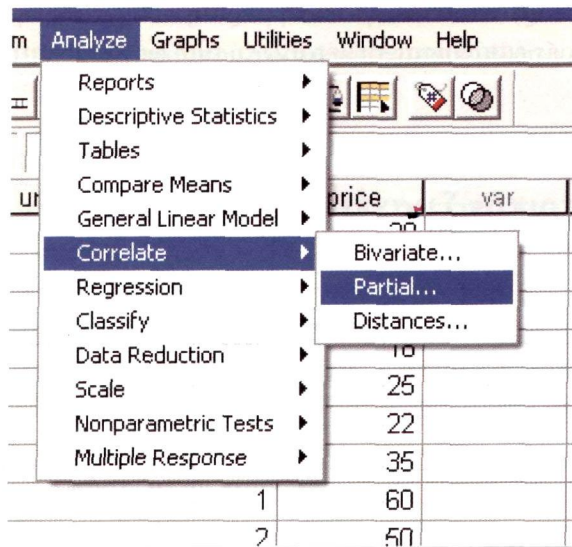 Analyze Graphs Utilities Window Help
Reports
Descriptive Statistics
Tables
Compare Means
price var
General Linear Model
Correlate
Bivariate...
Regression
Partial...
Classify
Distances...
Data Reduction
18
Scale
25
Nonparametric Tests
22
Multiple Response
35
1 60
2 50